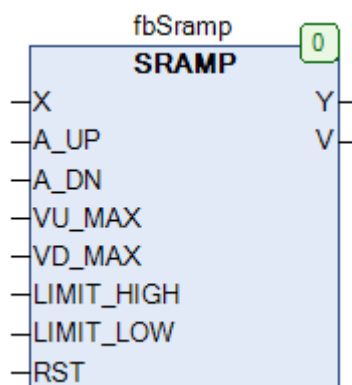 fbSramp
0
SRAMP
X Y
A_UP V
A_DN
VU_MAX
VD_MAX
LIMIT_HIGH
LIMIT_LOW
RST